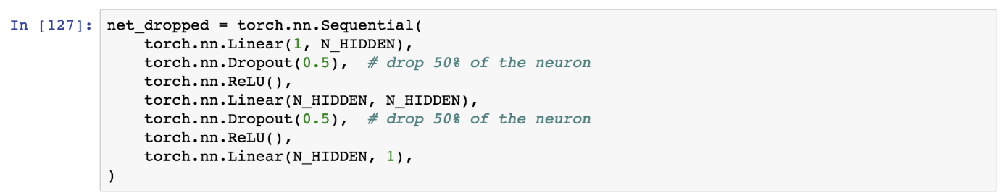 In [127]: net_dropped = torch.nn.Sequential(
    torch.nn.Linear(1, N_HIDDEN),
    torch.nn.Dropout(0.5),  # drop 50% of the neuron
    torch.nn.ReLU(),
    torch.nn.Linear(N_HIDDEN, N_HIDDEN),
    torch.nn.Dropout(0.5),  # drop 50% of the neuron
    torch.nn.ReLU(),
    torch.nn.Linear(N_HIDDEN, 1),
)